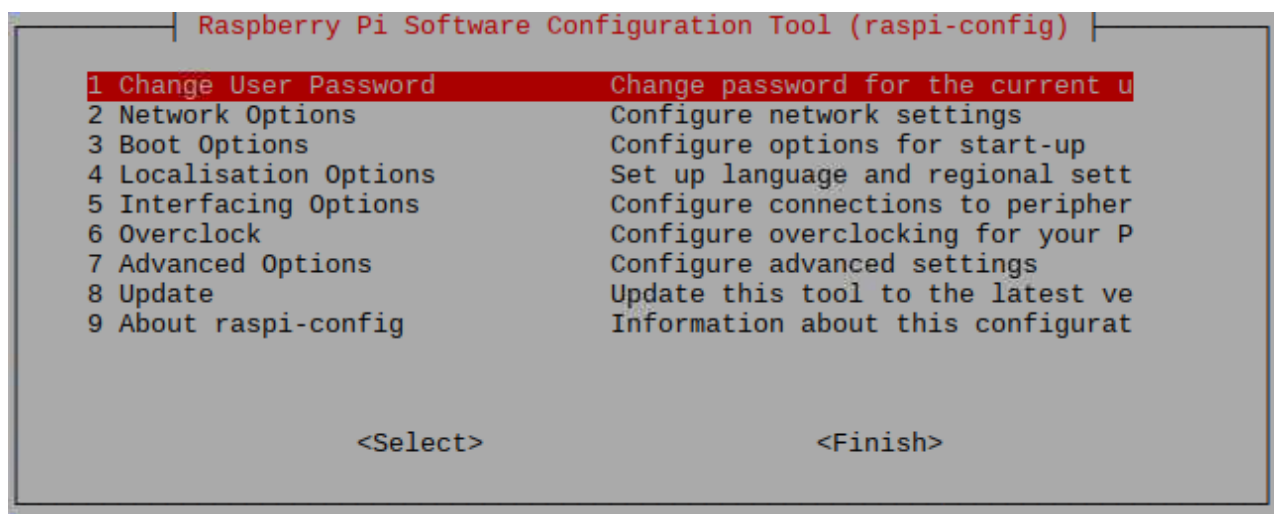 Raspberry Pi Software Configuration Tool (raspi-config)
1 Change User Password Change password for the current u
2 Network Options Configure network settings
3 Boot Options Configure options for start-up
4 Localisation Options Set up language and regional sett
5 Interfacing Options Configure connections to peripher
6 Overclock Configure overclocking for your P
7 Advanced Options Configure advanced settings
8 Update Update this tool to the latest ve
9 About raspi-config Information about this configurat
<Select> <Finish>